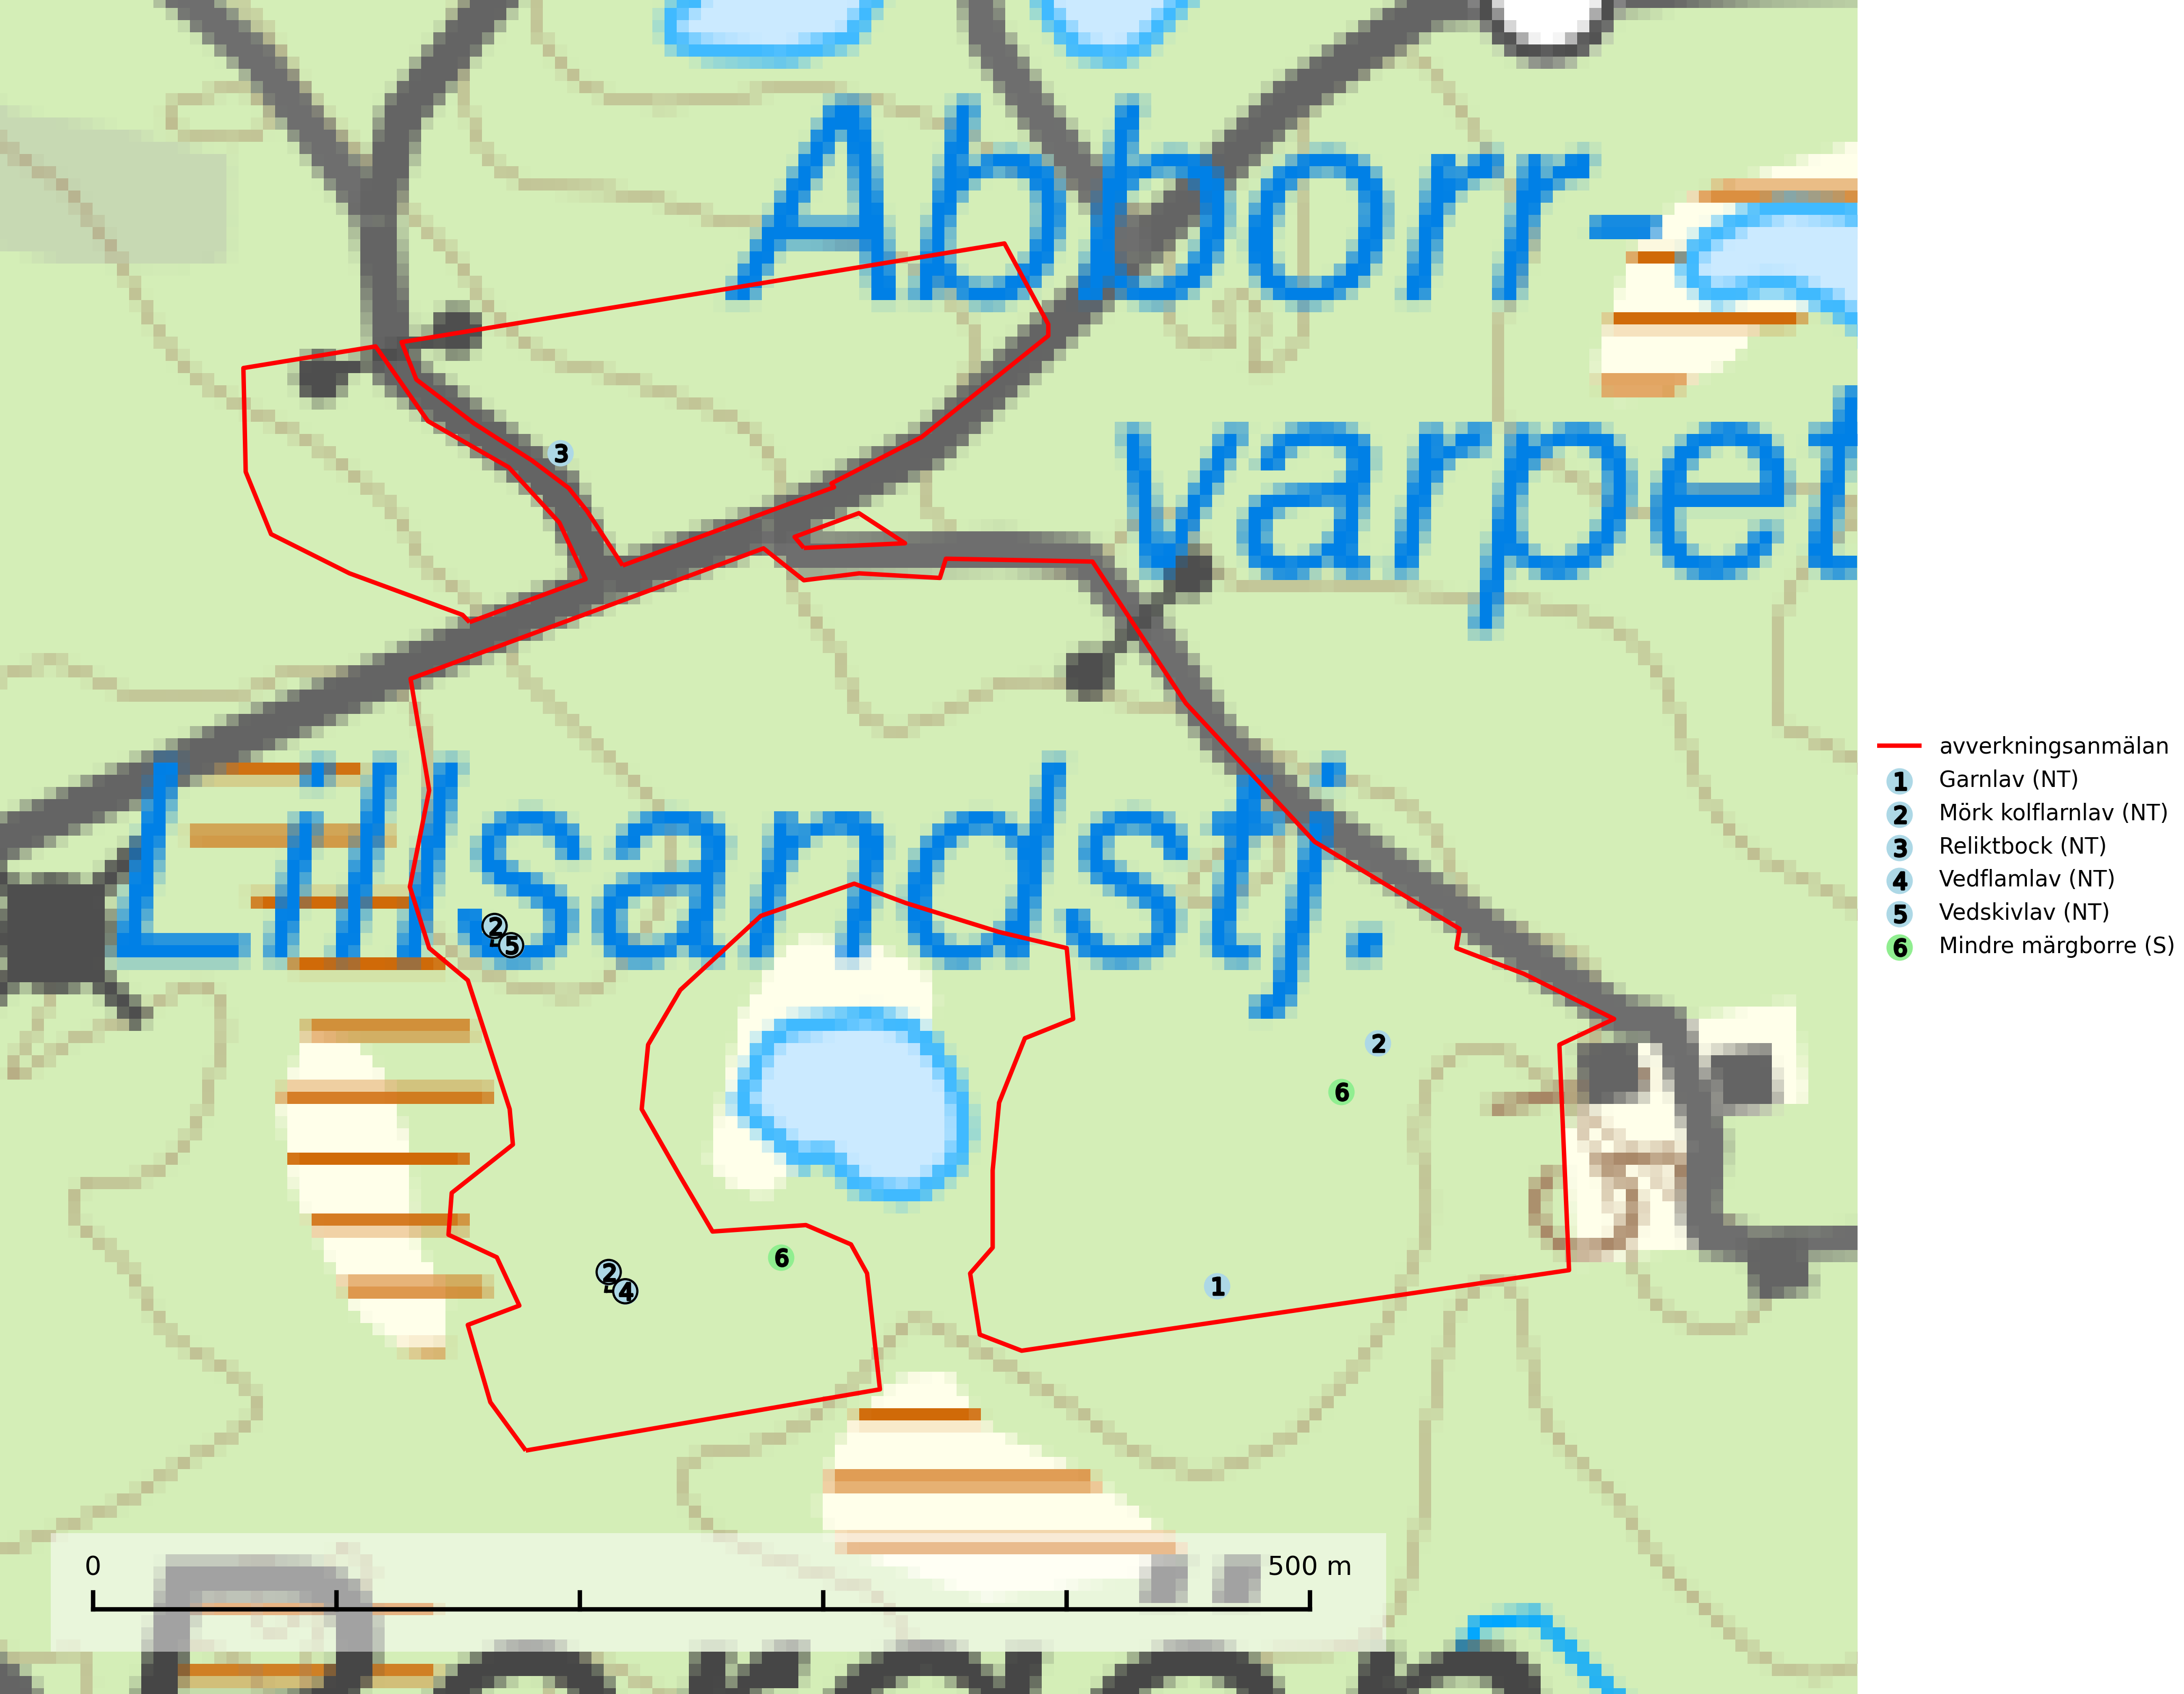 Aborr-
varpet
3
Lillsandstj.
2
5
2
6
2
4
6
1
0
500 m
avverkningsanmälan
1 Garnlav (NT)
2 Mörk kolflarnlav (NT)
3 Reliktbock (NT)
4 Vedflamlav (NT)
5 Vedskivlav (NT)
6 Mindre märgborre (S)